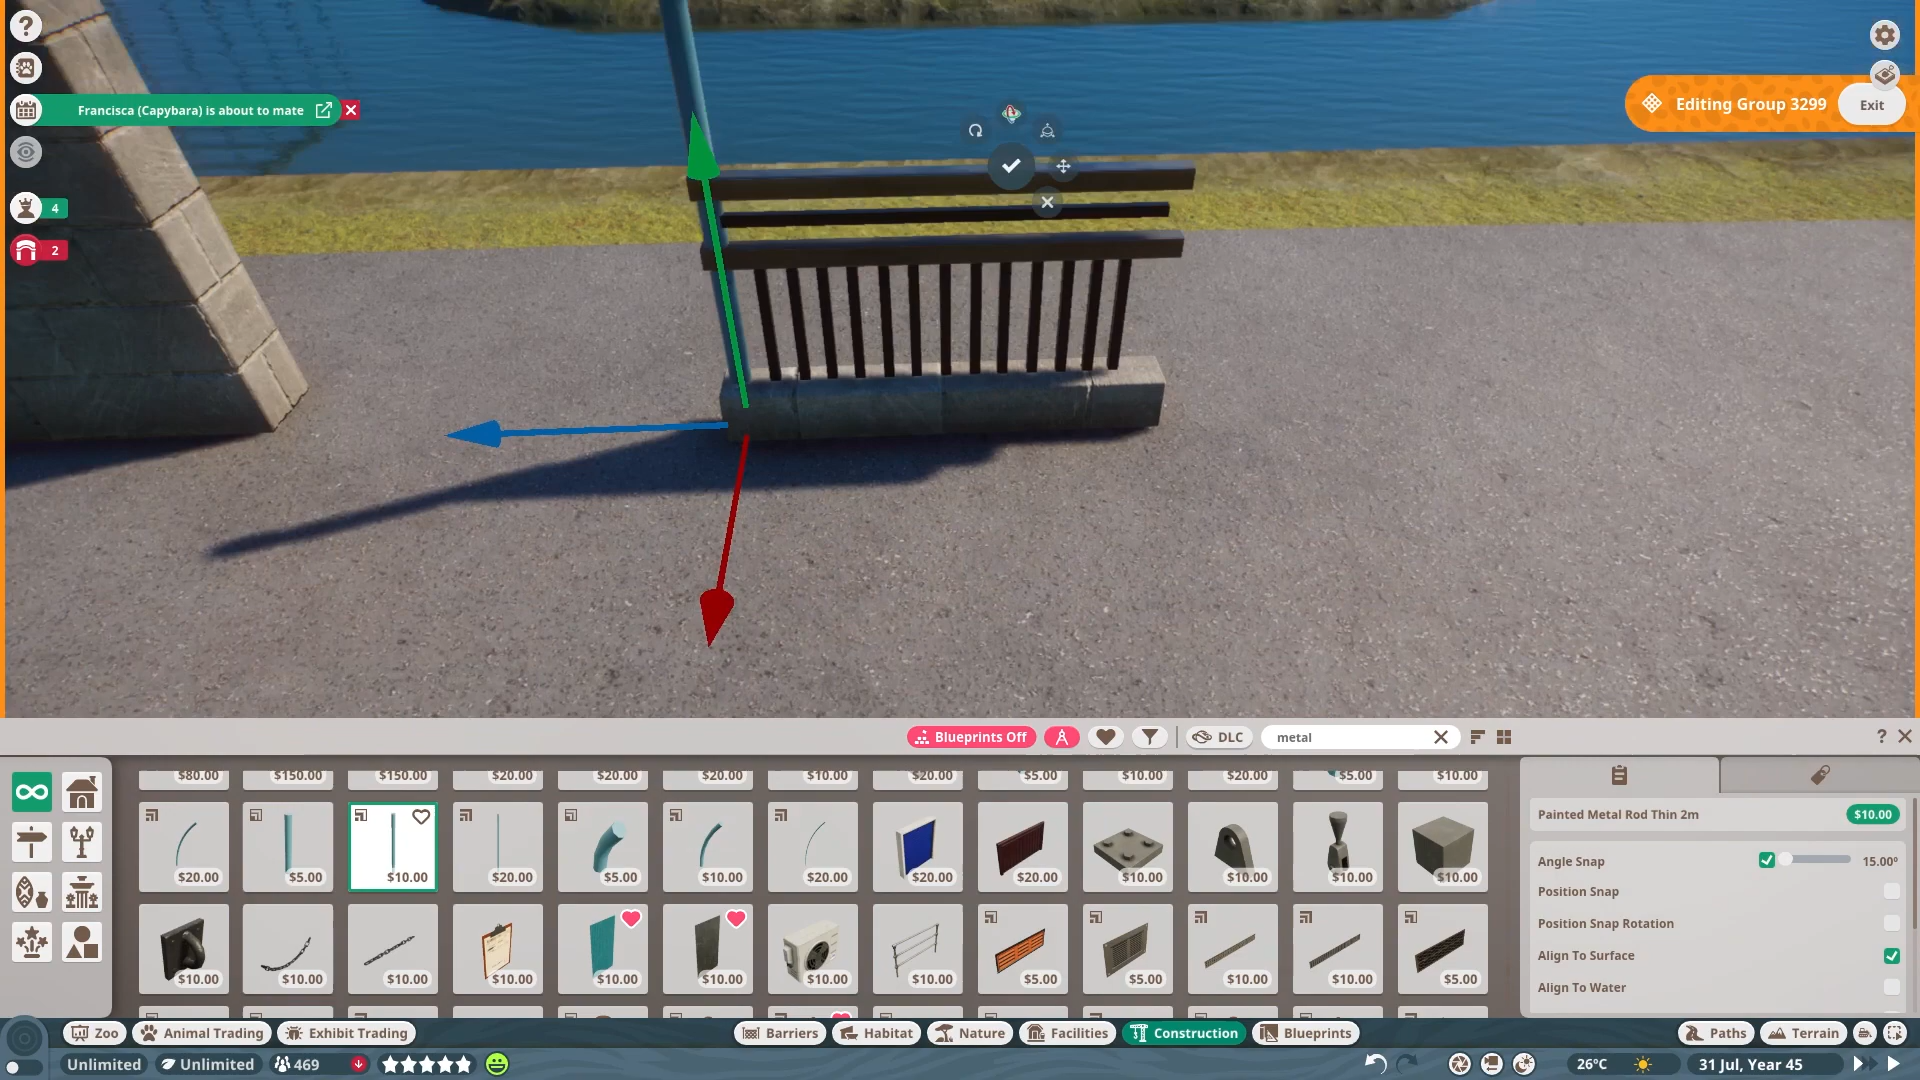 Francisca (Capybara) is about to mate
Editing Group 3299
Exit
4
2
Blueprints Off
DLC
metal
?
$80.00 $150.00 $150.00 $20.00 $20.00 $20.00 $10.00 $20.00 $5.00 $10.00 $20.00 $5.00 $10.00
$20.00 $5.00 $10.00 $20.00 $5.00 $10.00 $20.00 $20.00 $20.00 $10.00 $10.00 $10.00 $10.00
$10.00 $10.00 $10.00 $10.00 $10.00 $10.00 $10.00 $10.00 $5.00 $5.00 $10.00 $10.00 $5.00
Painted Metal Rod Thin 2m $10.00
Angle Snap 15.00°
Position Snap
Position Snap Rotation
Align To Surface
Align To Water
Zoo Animal Trading Exhibit Trading Barriers Habitat Nature Facilities Construction Blueprints Paths Terrain
Unlimited Unlimited 469 26°C 31 Jul, Year 45